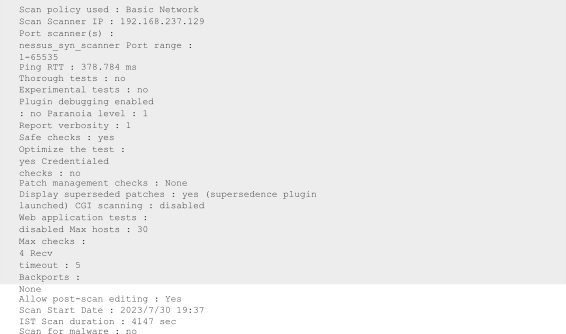 Scan policy used : Basic Network
Scan Scanner IP : 192.168.237.129
Port scanner(s) :
nessus_syn_scanner Port range :
1-65535
Ping RTT : 378.784 ms
Thorough tests : no
Experimental tests : no
Plugin debugging enabled
: no Paranoia level : 1
Report verbosity : 1
Safe checks : yes
Optimize the test :
yes Credentialed
checks : no
Patch management checks : None
Display superseded patches : yes (supersedence plugin
launched) CGI scanning : disabled
Web application tests :
disabled Max hosts : 30
Max checks :
4 Recv
timeout : 5
Backports :
None
Allow post-scan editing : Yes
Scan Start Date : 2023/7/30 19:37
IST Scan duration : 4147 sec
Scan for malware : no